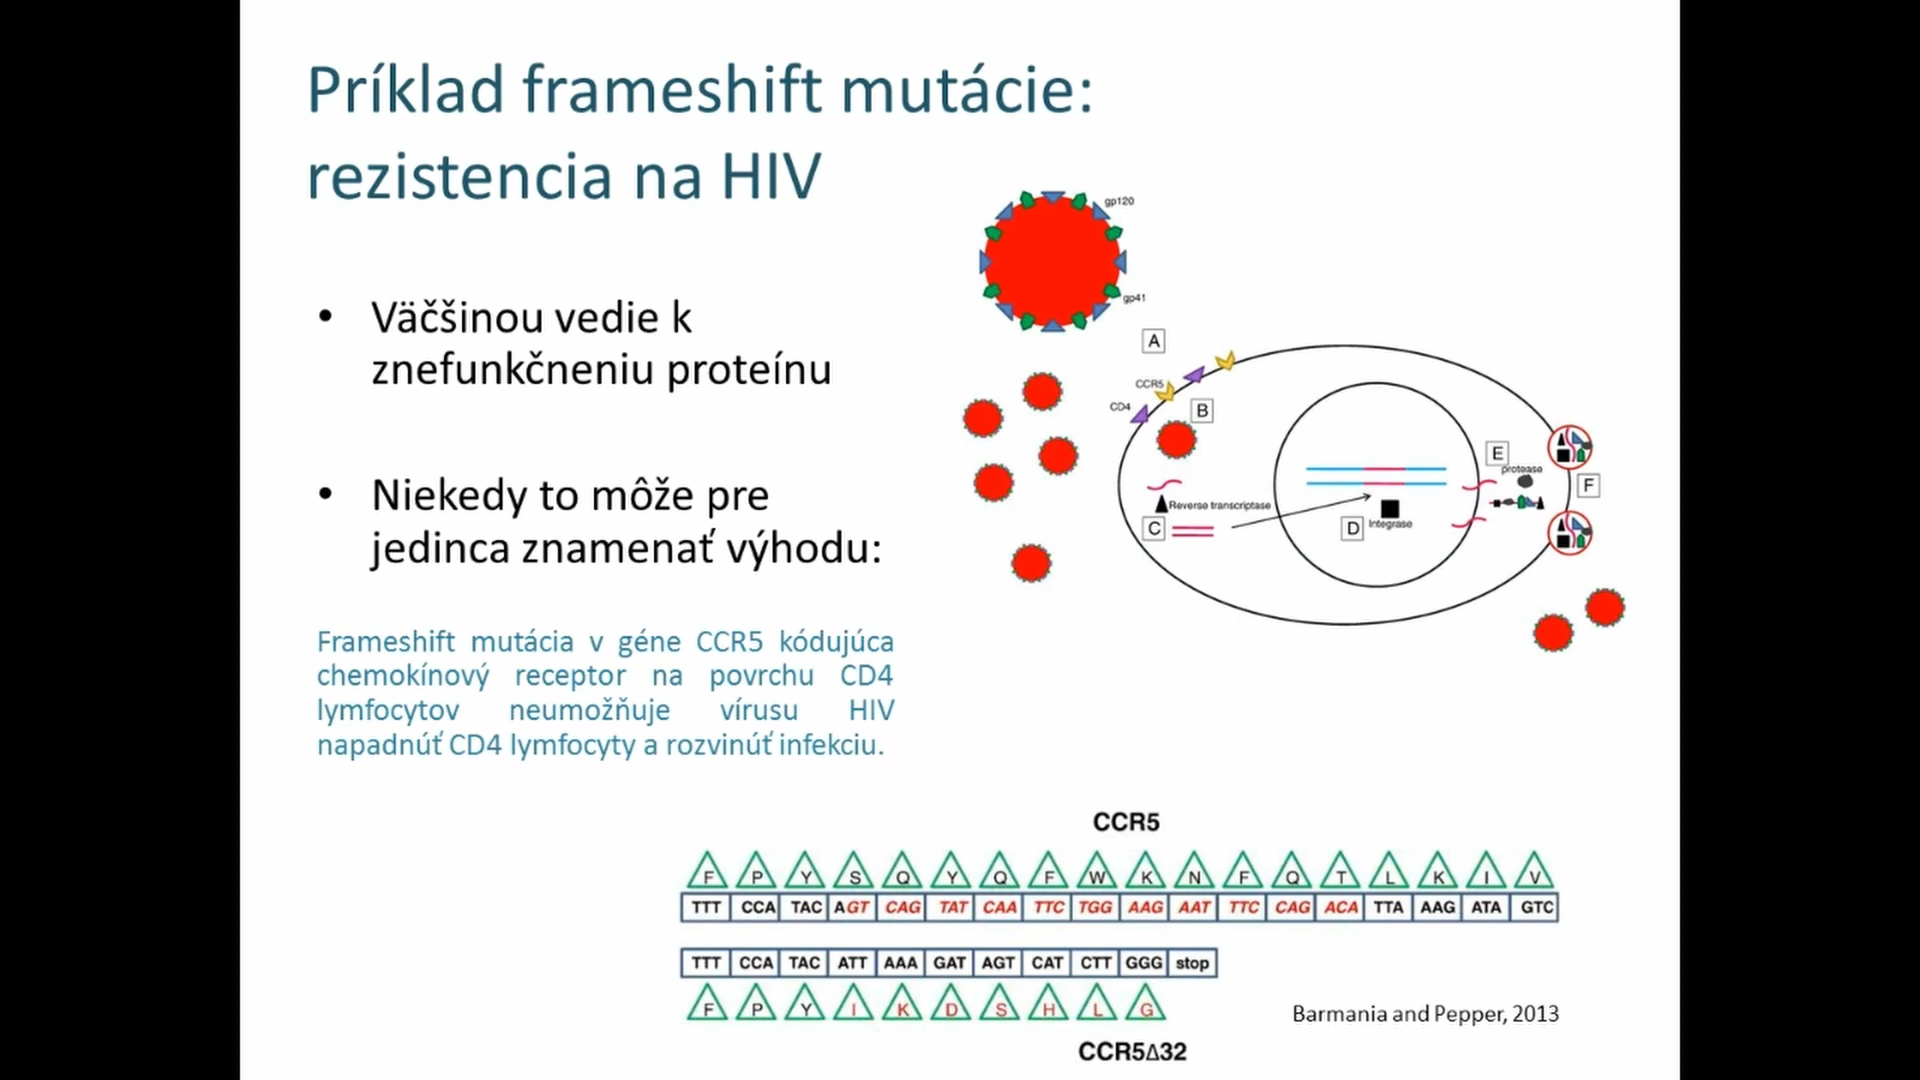 Príklad frameshift mutácie:
rezistencia na HIV
• Väčšinou vedie k
znefunkčneniu proteínu
• Niekedy to môže pre
jedinca znamenať výhodu:
Frameshift mutácia v géne CCR5 kódujúca
chemokínový receptor na povrchu CD4
lymfocytov neumožňuje vírusu HIV
napadnúť CD4 lymfocyty a rozvinúť infekciu.
gp120
gp41
A
CCR5
CD4
B
Reverse transcriptase
C
D
Integrase
E
protease
F
CCR5
F P Y S Q Y Q F W K N F Q T L K I V
TTT CCA TAC AGT CAG TAT CAA TTC TGG AAG AAT TTC CAG ACA TTA AAG ATA GTC
TTT CCA TAC ATT AAA GAT AGT CAT CTT GGG stop
F P Y I K D S H L G
Barmania and Pepper, 2013
CCR5Δ32